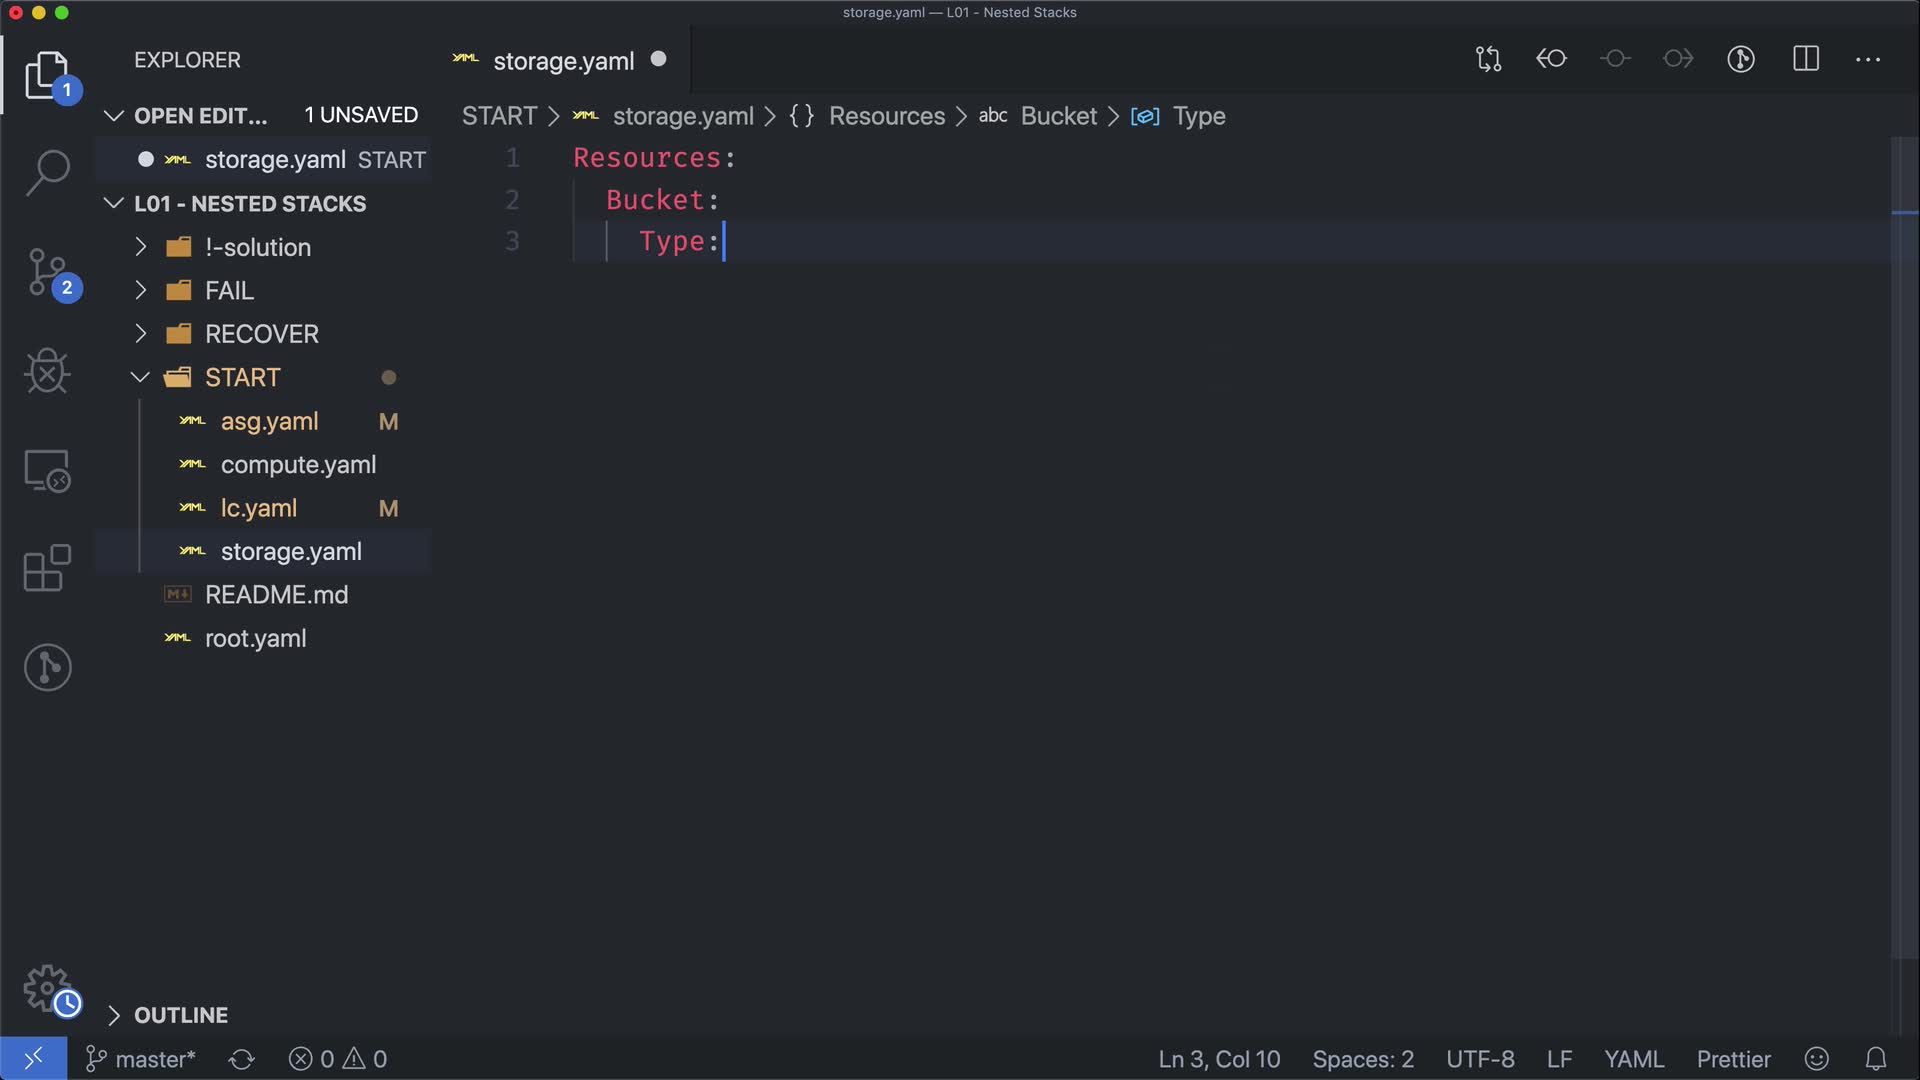 storage.yaml — L01 - Nested Stacks
EXPLORER
storage.yaml
1
OPEN EDIT... 1 UNSAVED
START > storage.yaml > {} Resources > abc Bucket > Type
storage.yaml START
L01 - NESTED STACKS
!-solution
FAIL
RECOVER
START
asg.yaml M
compute.yaml
lc.yaml M
storage.yaml
README.md
root.yaml
2
1 Resources:
2 Bucket:
3 Type:
OUTLINE
master* 0 0 Ln 3, Col 10 Spaces: 2 UTF-8 LF YAML Prettier